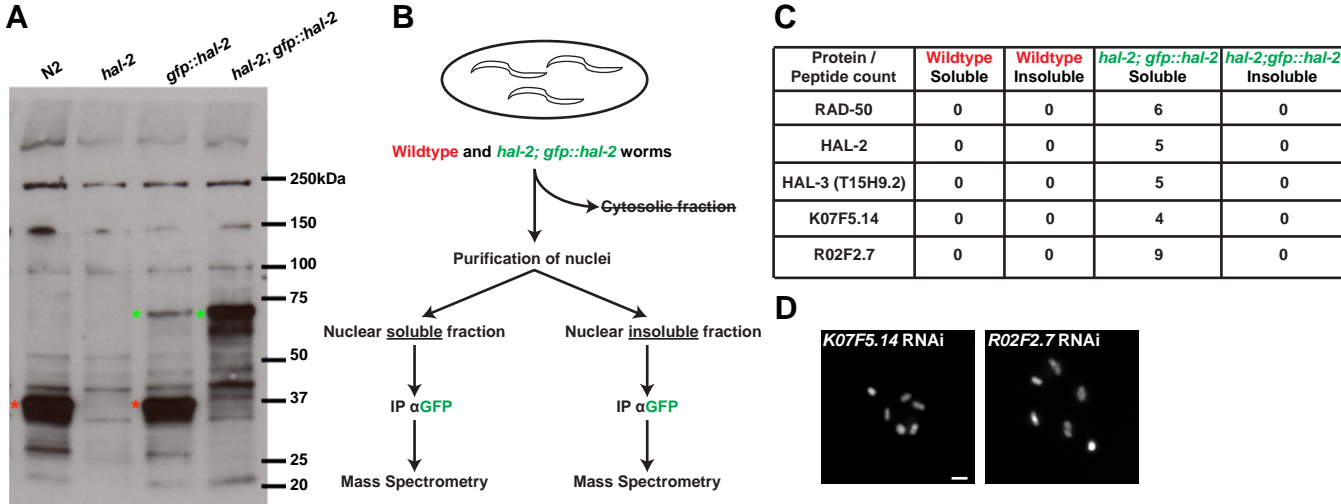 A
N2
hal-2
gfp::hal-2
hal-2; gfp::hal-2
*
*
*
*
250kDa
150
100
75
50
37
25
20
B
Wildtype and hal-2; gfp::hal-2 worms
Cytosolic fraction
Purification of nuclei
Nuclear soluble fraction
Nuclear insoluble fraction
IP αGFP
IP αGFP
Mass Spectrometry
Mass Spectrometry
C
Protein / Peptide count
Wildtype Soluble
Wildtype Insoluble
hal-2; gfp::hal-2 Soluble
hal-2;gfp::hal-2 Insoluble
RAD-50 0 0 6 0
HAL-2 0 0 5 0
HAL-3 (T15H9.2) 0 0 5 0
K07F5.14 0 0 4 0
R02F2.7 0 0 9 0
D
K07F5.14 RNAi
R02F2.7 RNAi